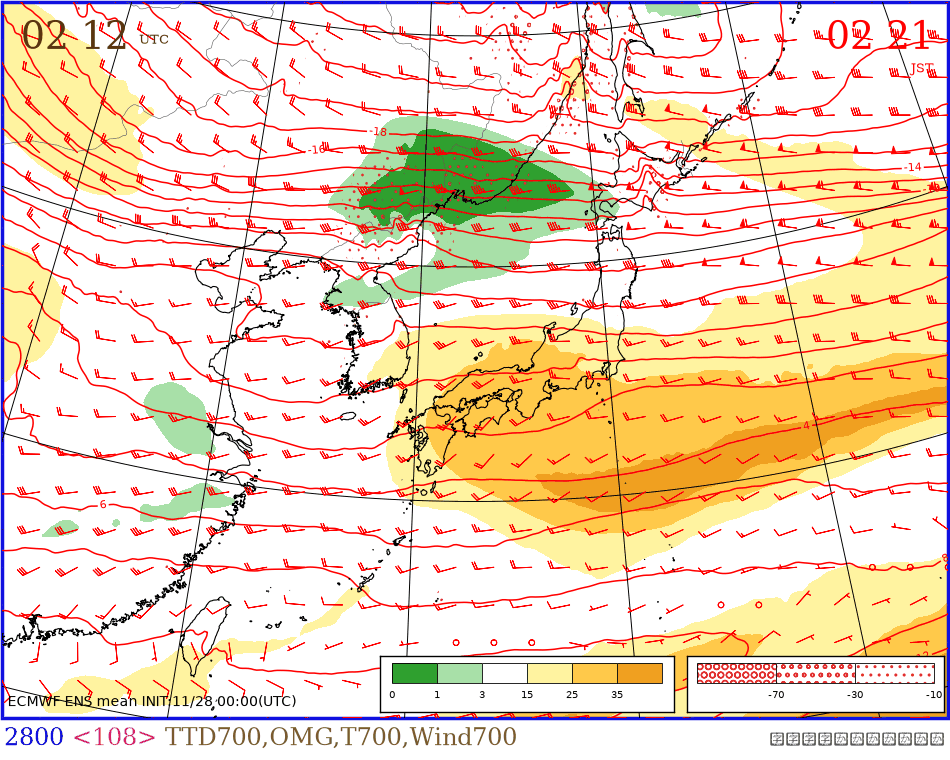 02 12 UTC
02 21
JST
-18
-16
-14
4
6
ECMWF ENS mean INIT:11/28 00:00(UTC)
0 1 3 15 25 35
-70 -30 -10
2800 <108> TTD700,OMG,T700,Wind700